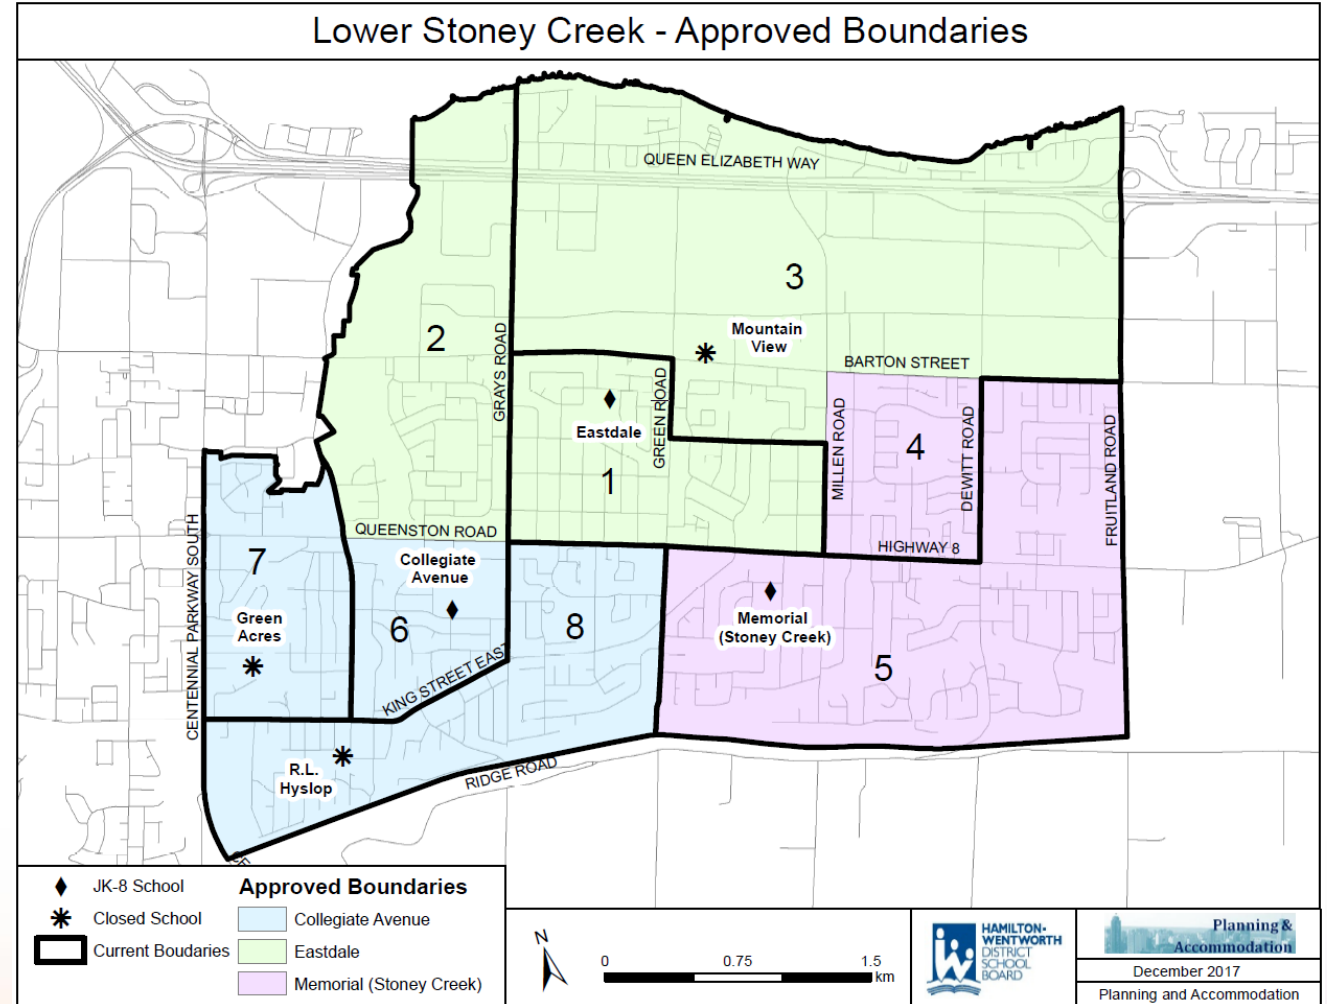 Lower Stoney Creek - Approved Boundaries
QUEEN ELIZABETH WAY
3
2
GRAYS ROAD
Mountain
View
BARTON STREET
Eastdale
GREEN ROAD
1
MILLEN ROAD
4
DEWITT ROAD
FRUITLAND ROAD
QUEENSTON ROAD
HIGHWAY 8
CENTENNIAL PARKWAY SOUTH
7
Collegiate
Avenue
Green
Acres
6
8
Memorial
(Stoney Creek)
KING STREET EAST
5
R.L.
Hyslop
RIDGE ROAD
JK-8 School
Closed School
Current Boudaries
Approved Boundaries
Collegiate Avenue
Eastdale
Memorial (Stoney Creek)
N
0 0.75 1.5
km
HAMILTON-
WENTWORTH
DISTRICT
SCHOOL
BOARD
Planning &
Accommodation
December 2017
Planning and Accommodation